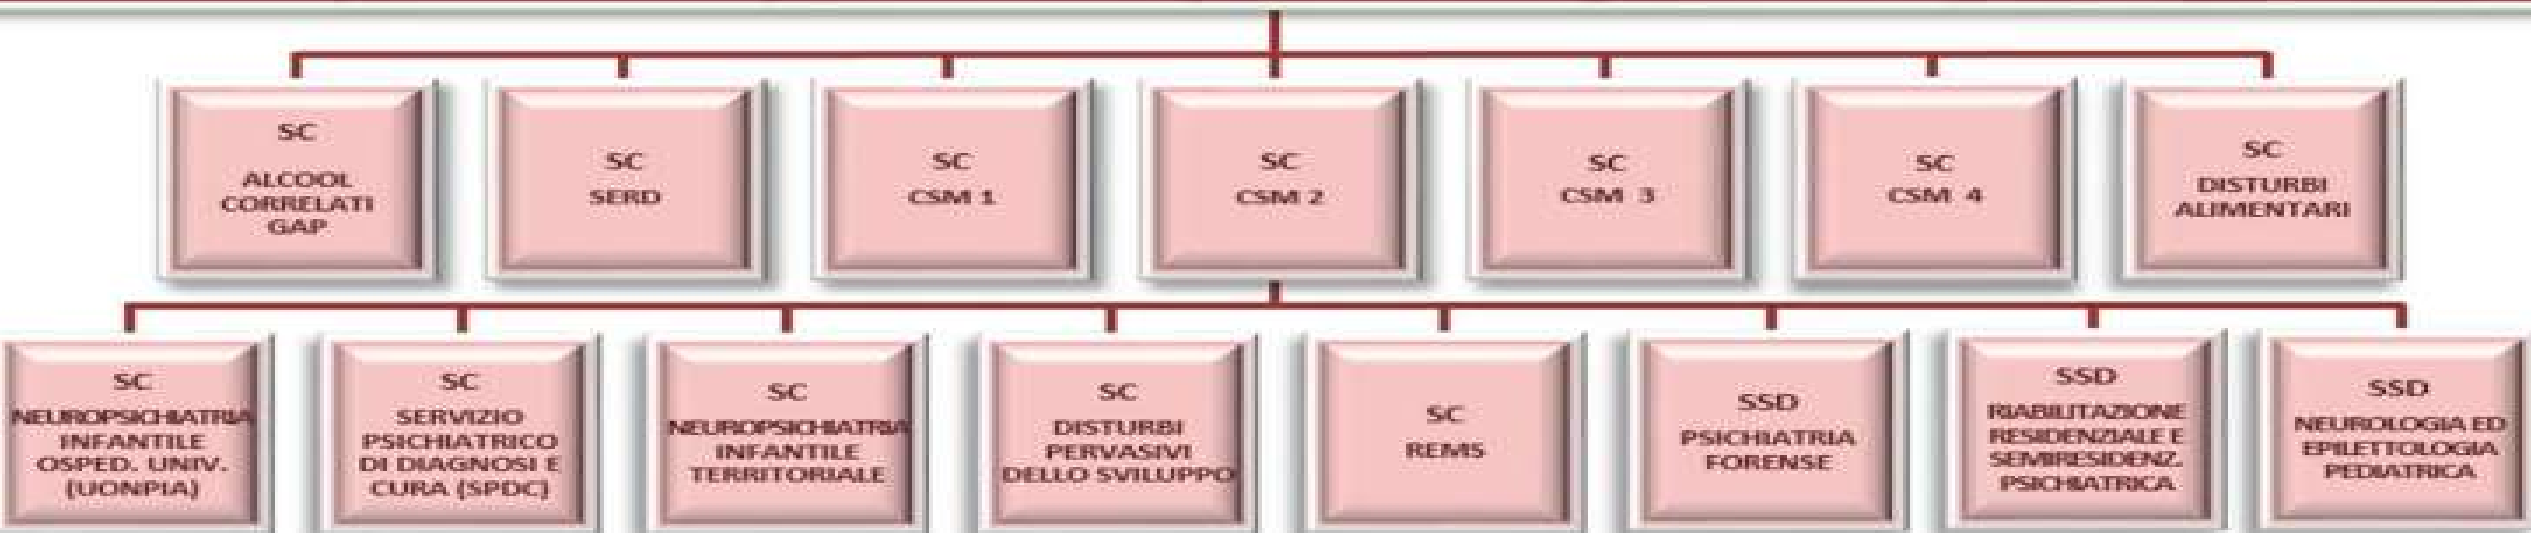 SC
ALCOOL
CORRELATI
GAP
SC
SERD
SC
CSM 1
SC
CSM 2
SC
CSM 3
SC
CSM 4
SC
DISTURBI
ALIMENTARI
SC
NEUROPSICHIATRIA
INFANTILE
OSPED. UNIV.
(UONPIA)
SC
SERVIZIO
PSICHIATRICO
DI DIAGNOSI E
CURA (SPDC)
SC
NEUROPSICHIATRIA
INFANTILE
TERRITORIALE
SC
DISTURBI
PERVASIVI
DELLO SVILUPPO
SC
REMS
SSD
PSICHIATRIA
FORENSE
SSD
RIABILITAZIONE
RESIDENZIALE E
SEMIRESIDENZ.
PSICHIATRICA
SSD
NEUROLOGIA ED
EPILETTOLOGIA
PEDIATRICA